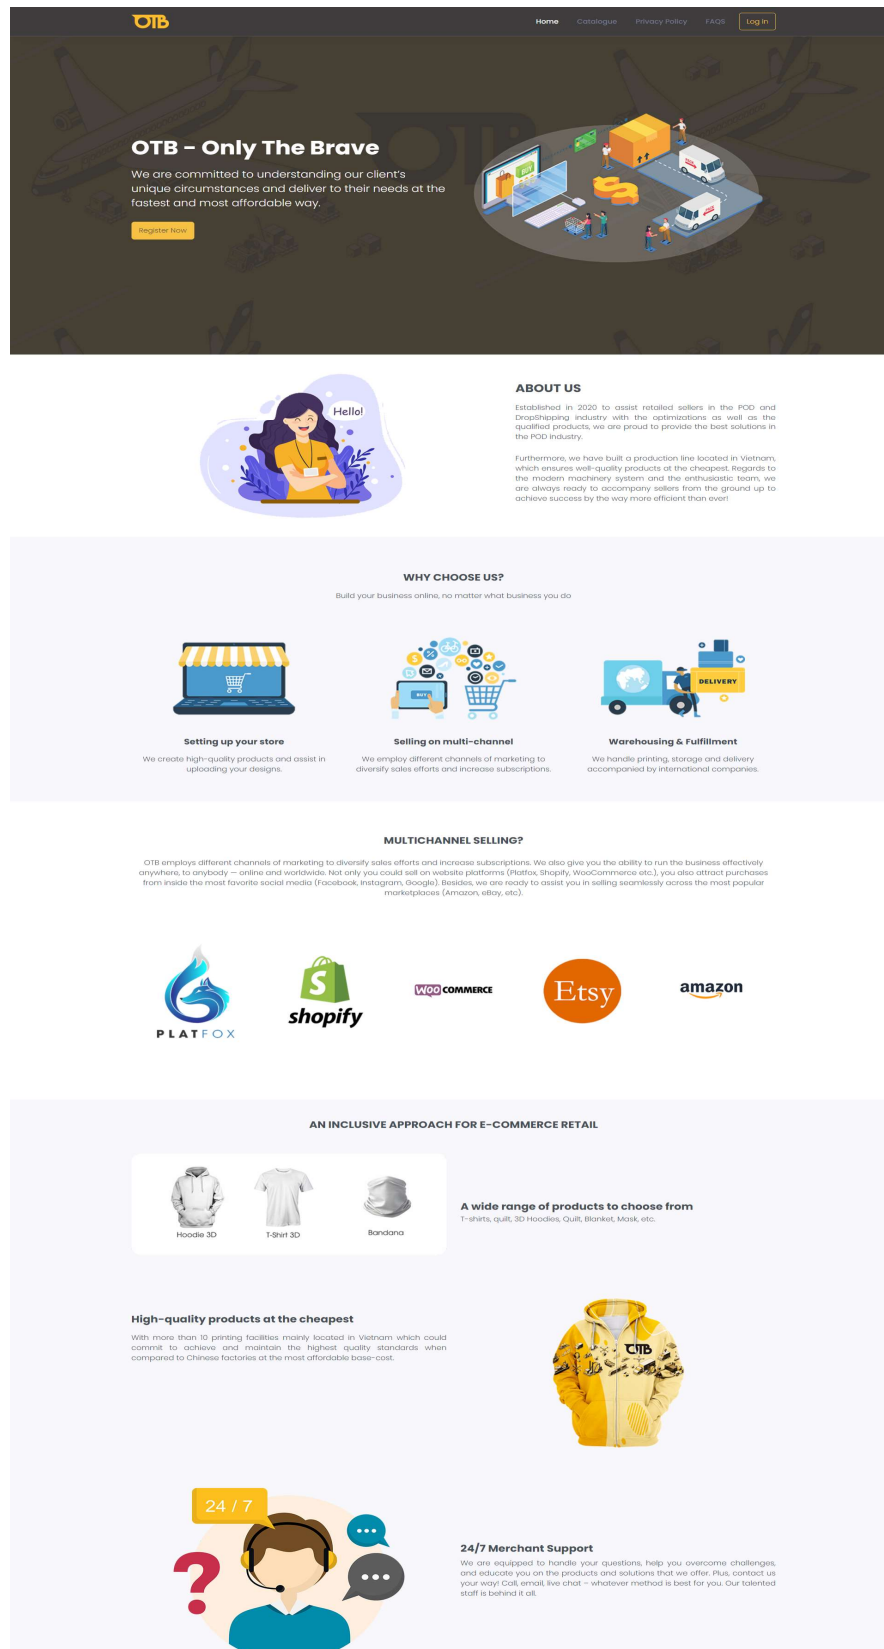 OTB
Home Catalogue Privacy Policy FAQS Log in
OTB
OTB - Only The Brave
We are committed to understanding our client's
unique circumstances and deliver to their needs at the
fastest and most affordable way.
Register Now
BUY
Hello!
ABOUT US
Established in 2020 to assist retailed sellers in the POD and
DropShipping industry with the optimizations as well as the
qualified products, we are proud to provide the best solutions in
the POD industry.
Furthermore, we have built a production line located in Vietnam,
which ensures well-quality products at the cheapest. Regards to
the modern machinery system and the enthusiastic team, we
are always ready to accompany sellers from the ground up to
achieve success by the way more efficient than ever!
WHY CHOOSE US?
Build your business online, no matter what business you do
BUY
DELIVERY
Setting up your store
We create high-quality products and assist in
uploading your designs.
Selling on multi-channel
We employ different channels of marketing to
diversify sales efforts and increase subscriptions.
Warehousing & Fulfillment
We handle printing, storage and delivery
accompanied by international companies.
MULTICHANNEL SELLING?
OTB employs different channels of marketing to diversify sales efforts and increase subscriptions. We also give you the ability to run the business effectively
anywhere, to anybody — online and worldwide. Not only you could sell on website platforms (Platfox, Shopify, WooCommerce etc.), you also attract purchases
from inside the most favorite social media (Facebook, Instagram, Google). Besides, we are ready to assist you in selling seamlessly across the most popular
marketplaces (Amazon, eBay, etc).
PLATFOX
shopify
WOO COMMERCE
Etsy
amazon
AN INCLUSIVE APPROACH FOR E-COMMERCE RETAIL
Hoodie 3D T-Shirt 3D Bandana
A wide range of products to choose from
T-shirts, quilt, 3D Hoodies, Quilt, Blanket, Mask, etc.
High-quality products at the cheapest
With more than 10 printing facilities mainly located in Vietnam which could
commit to achieve and maintain the highest quality standards when
compared to Chinese factories at the most affordable base-cost.
OTB
24 / 7
24/7 Merchant Support
We are equipped to handle your questions, help you overcome challenges,
and educate you on the products and solutions that we offer. Plus, contact us
your way! Call, email, live chat – whatever method is best for you. Our talented
staff is behind it all.